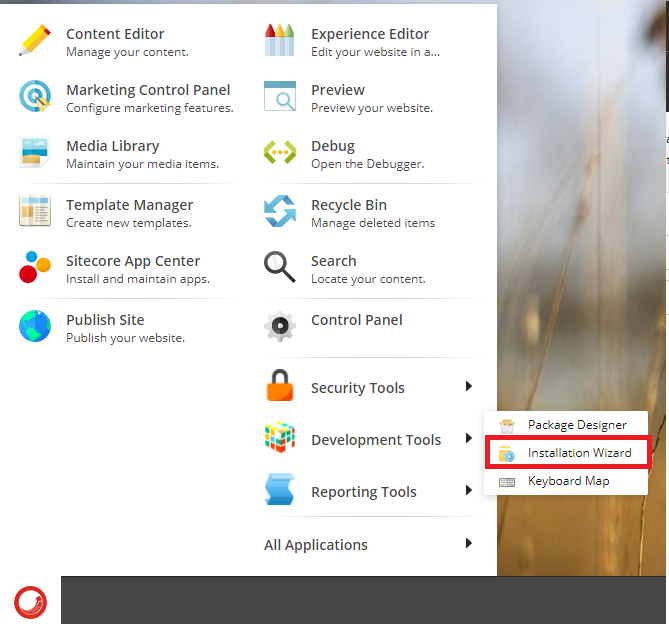 Content Editor
Manage your content.
Marketing Control Panel
Configure marketing features.
Media Library
Maintain your media items.
Template Manager
Create new templates.
Sitecore App Center
Install and maintain apps.
Publish Site
Publish your website.
Experience Editor
Edit your website in a...
Preview
Preview your website.
Debug
Open the Debugger.
Recycle Bin
Manage deleted items
Search
Locate your content.
Control Panel
Security Tools
Development Tools
Reporting Tools
All Applications
Package Designer
Installation Wizard
Keyboard Map